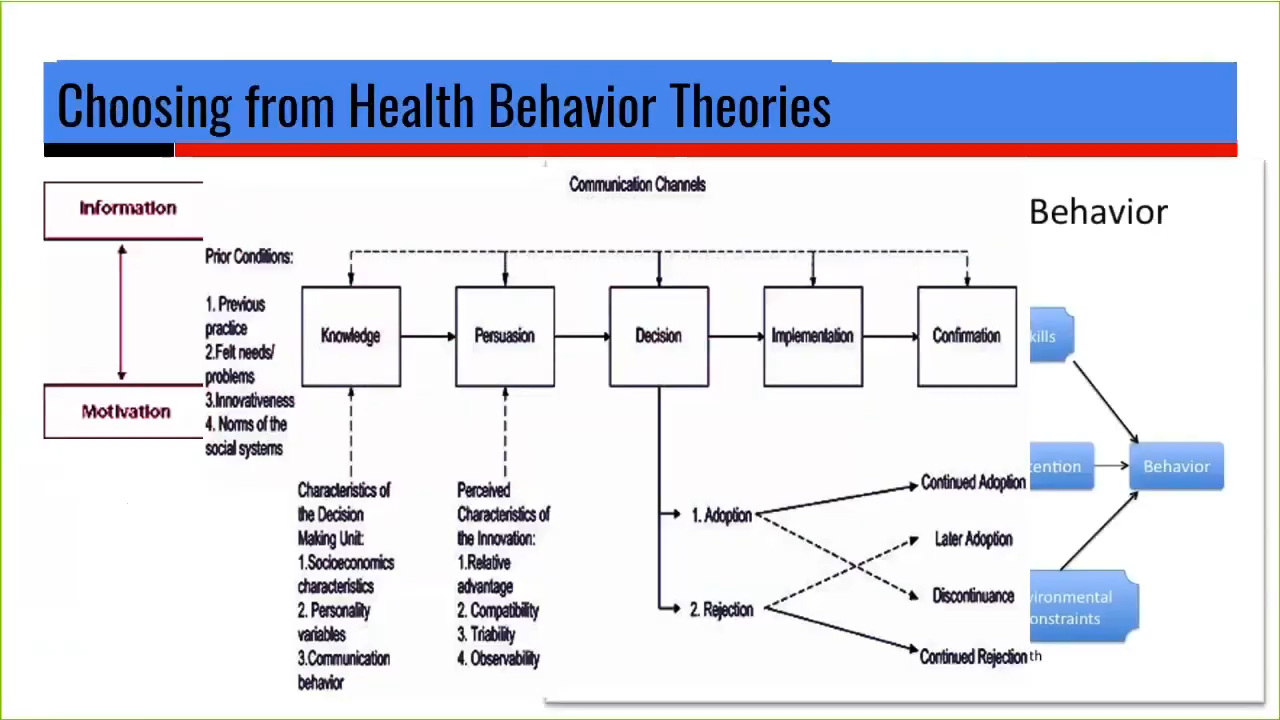 Choosing from Health Behavior Theories
Information
Motivation
Communication Channels
Prior Conditions:
1. Previous
practice
2.Felt needs/
problems
3.Innovativeness
4. Norms of the
social systems
Knowledge
Persuasion
Decision
Implementation
Confirmation
Characteristics of
the Decision
Making Unit:
1.Socioeconomics
characteristics
2. Personality
variables
3.Communication
behavior
Perceived
Characteristics of
the Innovation:
1.Relative
advantage
2. Compatibility
3. Triability
4. Observability
1. Adoption
2. Rejection
Continued Adoption
Later Adoption
Discontinuance
Continued Rejection
Behavior
kills
tention
Behavior
vironmental
onstraints
th